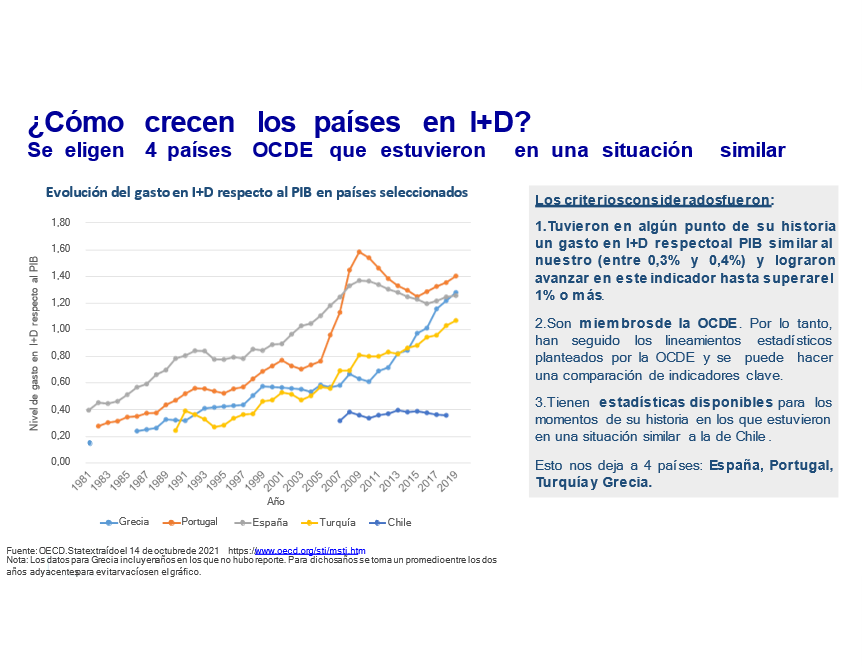 ¿Cómo crecen los países en I+D?
Se eligen 4 países OCDE que estuvieron en una situación similar
Evolución del gasto en I+D respecto al PIB en países seleccionados
Nivel de gasto en I+D respecto al PIB
1,80
1,60
1,40
1,20
1,00
0,80
0,60
0,40
0,20
0,00
1981
1983
1985
1987
1989
1991
1993
1995
1997
1999
2001
2003
2005
2007
2009
2011
2013
2015
2017
2019
Año
Grecia Portugal España Turquía Chile
Los criterios considerados fueron:
1.Tuvieron en algún punto de su historia
un gasto en I+D respecto al PIB similar al
nuestro (entre 0,3% y 0,4%) y lograron
avanzar en este indicador hasta superar el
1% o más.
2.Son miembros de la OCDE. Por lo tanto,
han seguido los lineamientos estadísticos
planteados por la OCDE y se puede hacer
una comparación de indicadores clave.
3.Tienen estadísticas disponibles para los
momentos de su historia en los que estuvieron
en una situación similar a la de Chile.
Esto nos deja a 4 países: España, Portugal,
Turquía y Grecia.
Fuente: OECD.Stat extraído el 14 de octubre de 2021 https:/www.oecd.org/sti/msti.htm
Nota: Los datos para Grecia incluyer años en los que no hubo reporte. Para dichos años se toma un promedio entre los dos
años adyacentes para evitar vacíos en el gráfico.